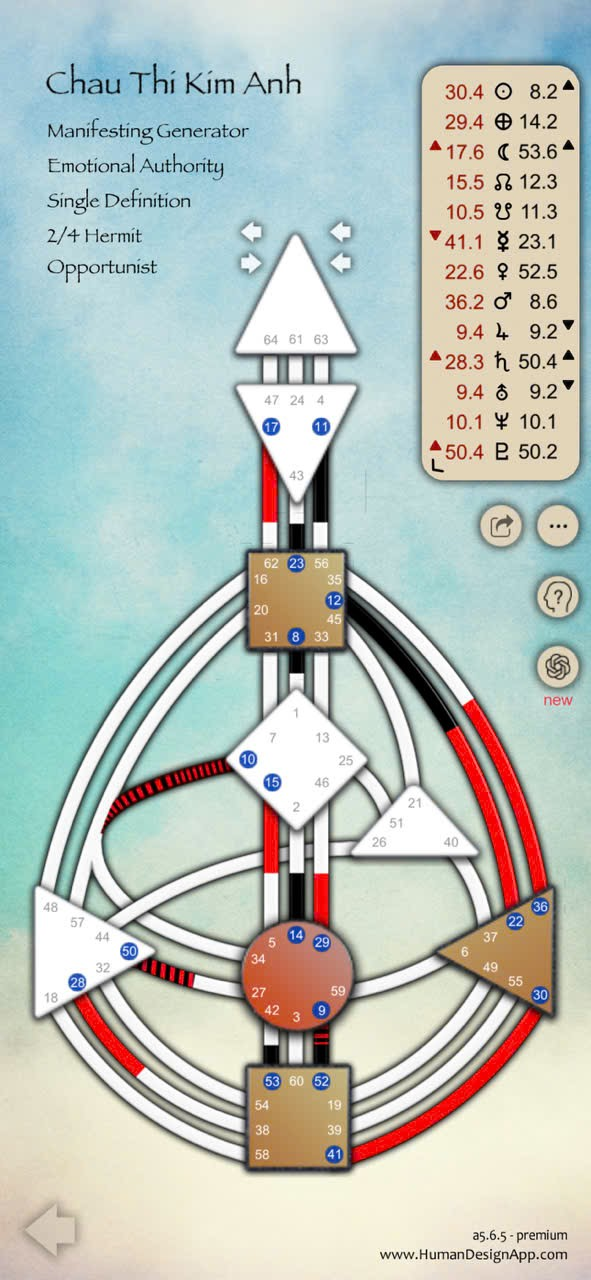 Chau Thi Kim Anh
Manifesting Generator
Emotional Authority
Single Definition
2/4 Hermit
Opportunist
30.4 ☉ 8.2 ▲
29.4 ⊕ 14.2
▲ 17.6 ☾ 53.6 ▲
15.5 ☊ 12.3
10.5 ☋ 11.3
▼ 41.1 ☿ 23.1
22.6 ♀ 52.5
36.2 ♂ 8.6
9.4 ♃ 9.2 ▼
▲ 28.3 ♄ 50.4 ▲
9.4 ⛢ 9.2 ▼
10.1 ♆ 10.1
▲ 50.4 ♇ 50.2
64 61 63
47 24 4
17 11
43
new
62 23 56
16 35
12
20 45
31 8 33
1
7 13
10 25
15 46
2
21
51
26 40
48
57
44
50
32
28
18
5 14 29
34
27 59
42 3 9
36
22
37
6
49
55
30
53 60 52
54 19
38 39
58 41
a5.6.5 - premium
www.HumanDesignApp.com